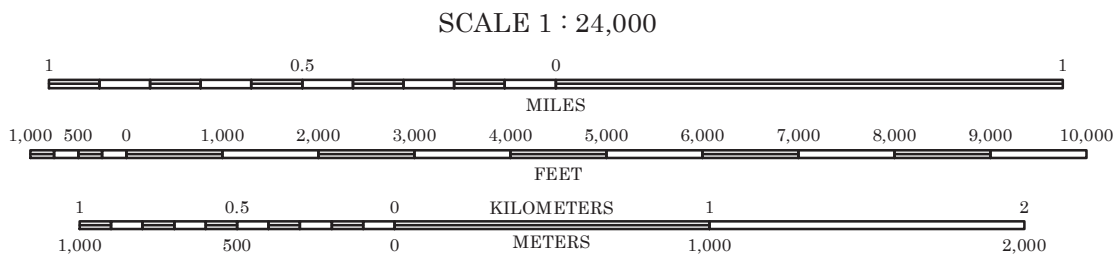 SCALE 1 : 24,000
1 0.5 0 1
MILES
1,000 500 0 1,000 2,000 3,000 4,000 5,000 6,000 7,000 8,000 9,000 10,000
FEET
1 0.5 0 KILOMETERS 1 2
1,000 500 0 METERS 1,000 2,000